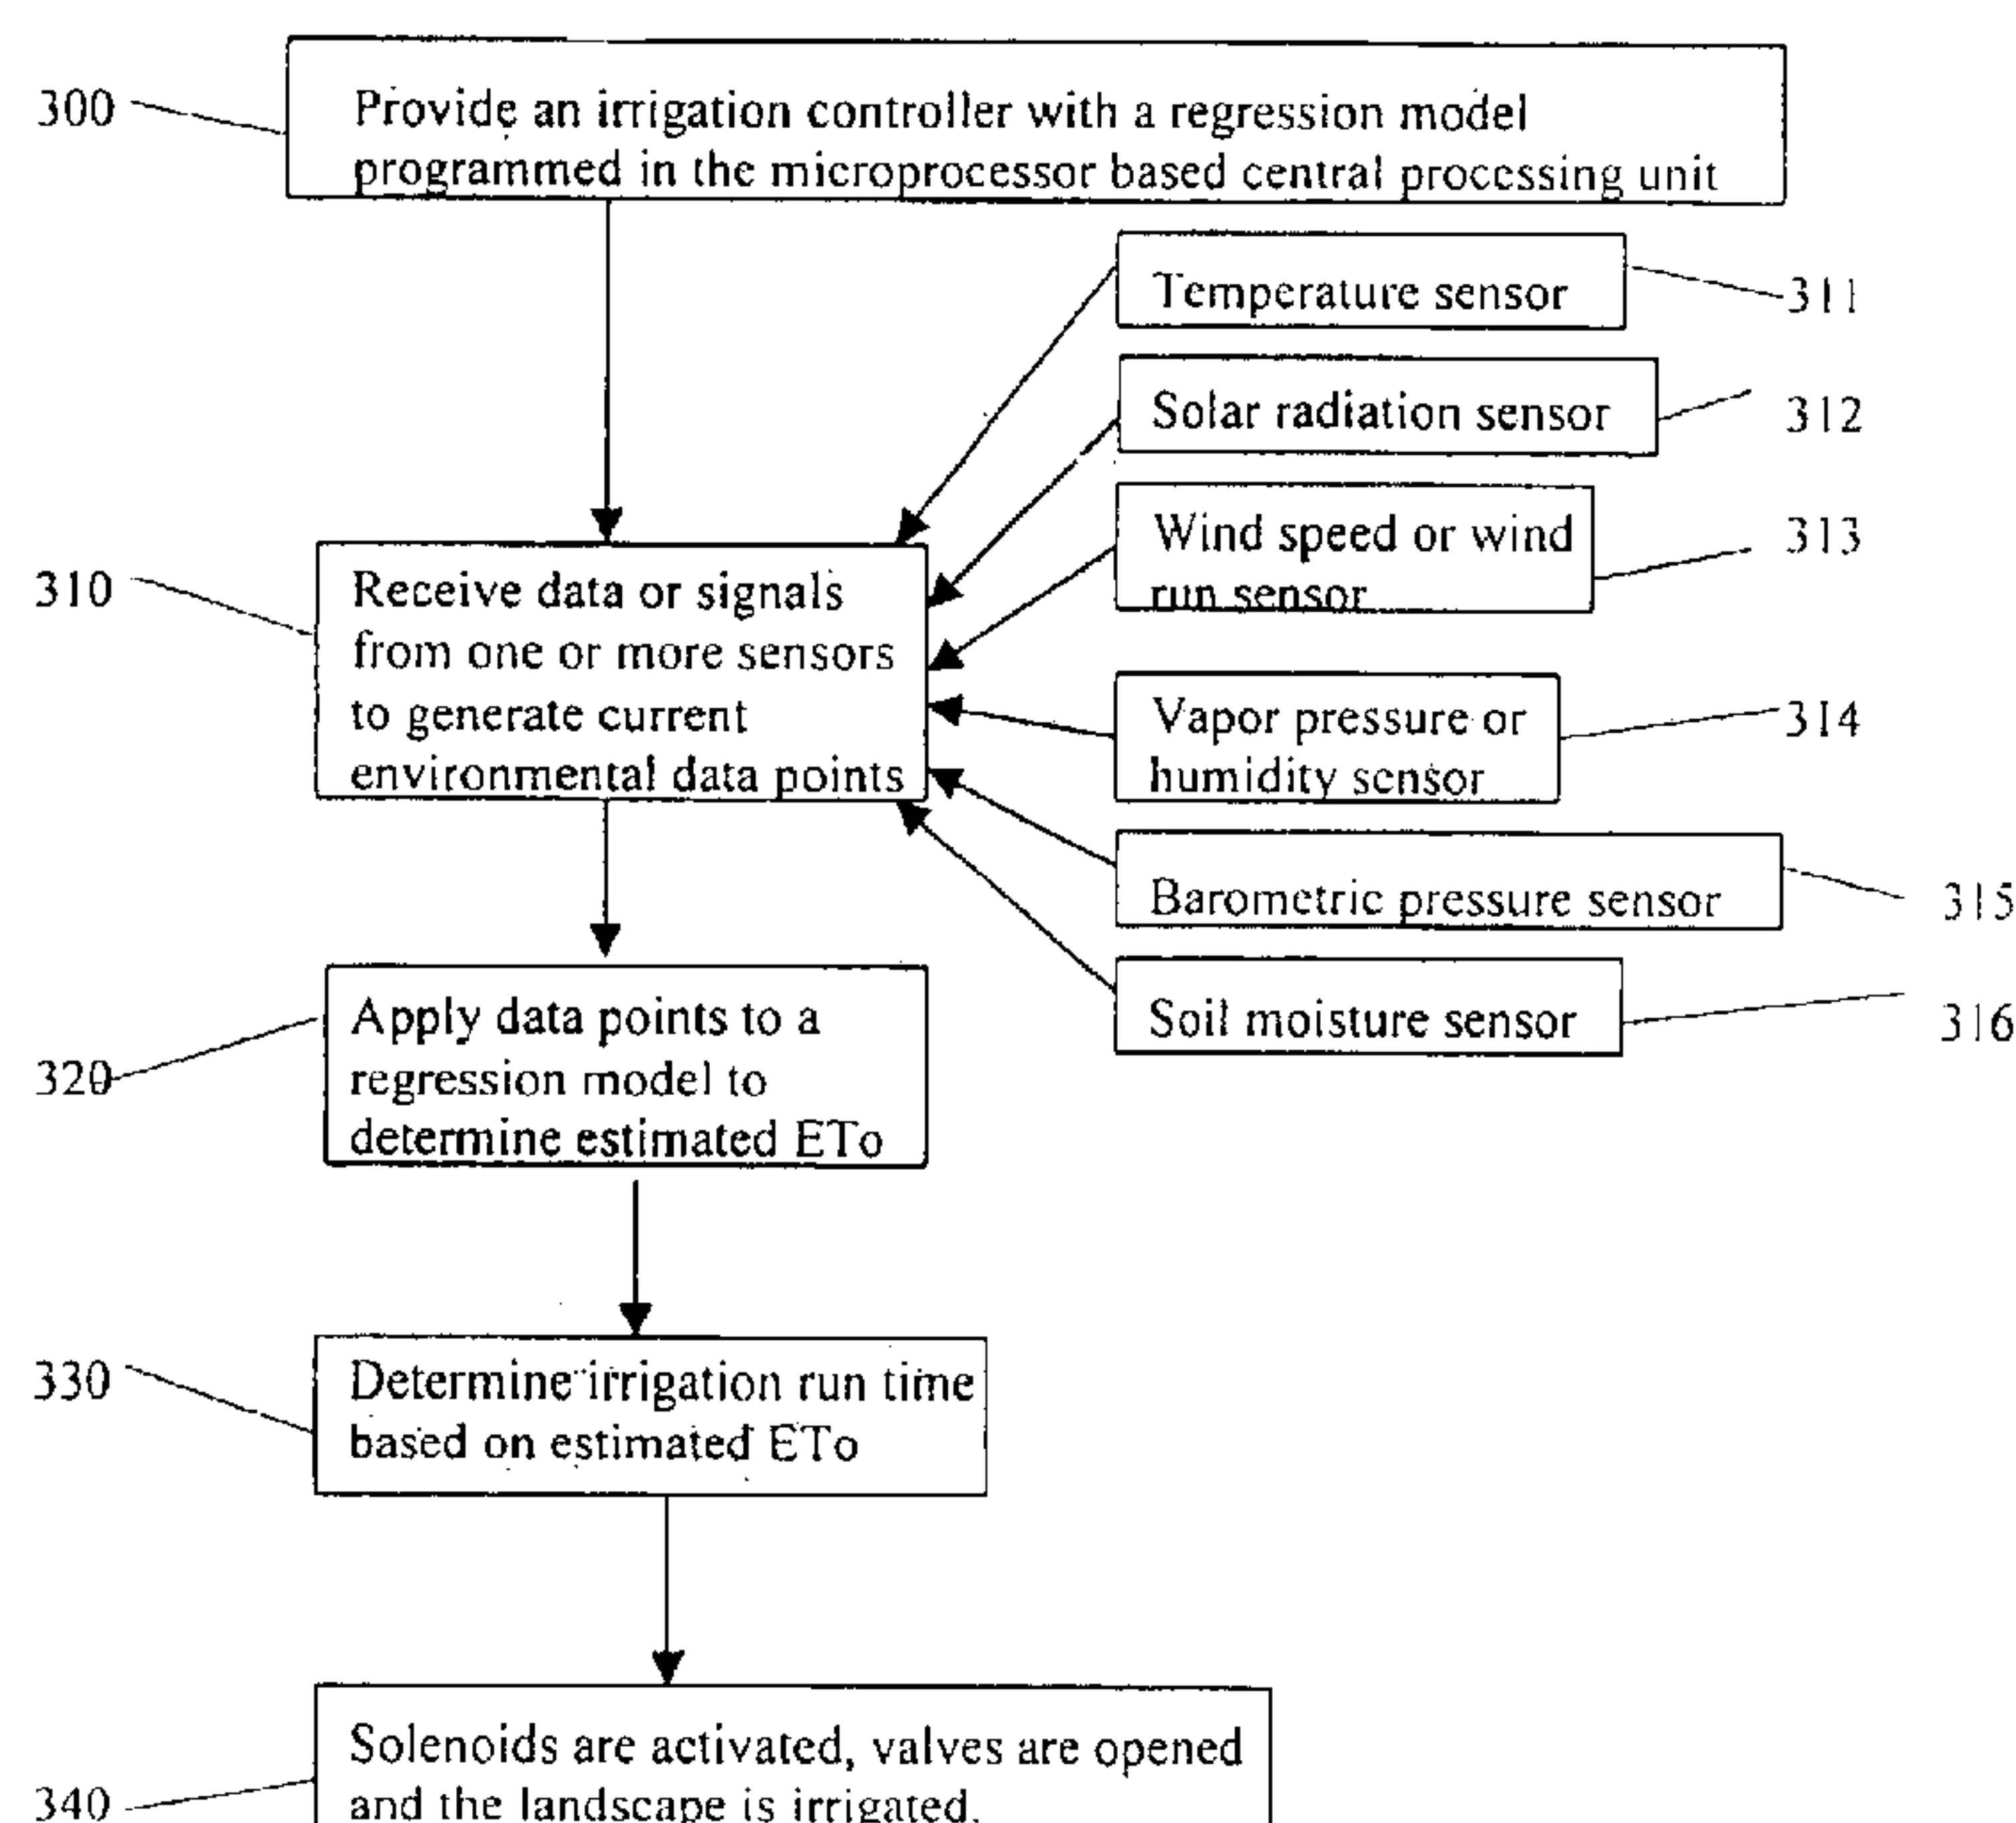 300
Provide an irrigation controller with a regression model
programmed in the microprocessor based central processing unit
Temperature sensor
311
Solar radiation sensor
312
Wind speed or wind
run sensor
313
310
Receive data or signals
from one or more sensors
to generate current
environmental data points
Vapor pressure or
humidity sensor
314
Barometric pressure sensor
315
Soil moisture sensor
316
320
Apply data points to a
regression model to
determine estimated ETo
330
Determine irrigation run time
based on estimated ETo
340
Solenoids are activated, valves are opened
and the landscape is irrigated.